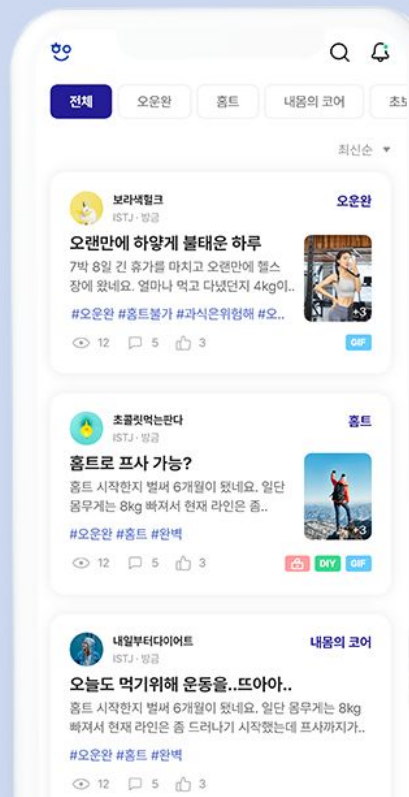 전체 오운완 홈트 내몸의 코어 초보
최신순
보라색헐크 오운완
ISTJ · 방금
오랜만에 하얗게 불태운 하루
7박 8일 긴 휴가를 마치고 오랜만에 헬스
장에 왔네요. 얼마나 먹고 다녔던지 4kg이..
#오운완 #홈트불가 #과식은위험해 #오..
+3
12 5 3 GIF
초콜릿먹는판다 홈트
ISTJ · 방금
홈트로 프사 가능?
홈트 시작한지 벌써 6개월이 됐네요. 일단
몸무게는 8kg 빠져서 현재 라인은 좀..
+3
#오운완 #홈트 #완벽
12 5 3 DIY GIF
내일부터다이어트 내몸의 코어
ISTJ · 방금
오늘도 먹기위해 운동을..뜨아아..
홈트 시작한지 벌써 6개월이 됐네요. 일단 몸무게는 8kg
빠져서 현재 라인은 좀 드러나기 시작했는데 프사까지가..
#오운완 #홈트 #완벽
12 5 3